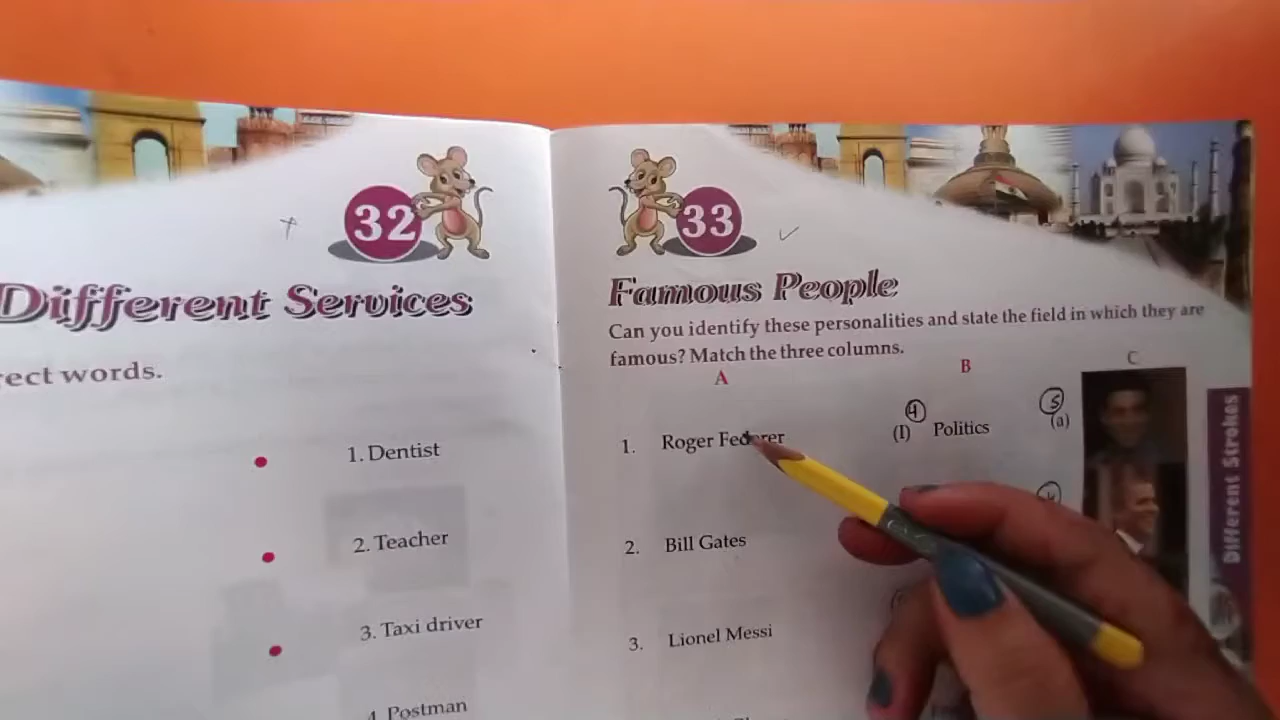 32
Different Services
rect words.
1. Dentist
2. Teacher
3. Taxi driver
4. Postman
33
Famous People
Can you identify these personalities and state the field in which they are
famous? Match the three columns.
A
B
C
1. Roger Federer
4
(I) Politics
5
(a)
2. Bill Gates
3. Lionel Messi
Different Strokes